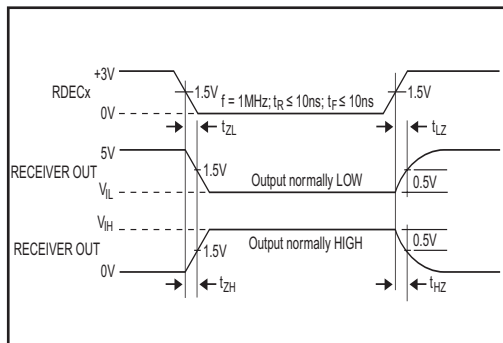 +3V
RDECx
1.5V
f = 1MHz; tR ≤ 10ns; tF ≤ 10ns
1.5V
0V
tZL
tLZ
5V
RECEIVER OUT
1.5V
Output normally LOW
0.5V
VIL
VIH
Output normally HIGH
0.5V
RECEIVER OUT
1.5V
0V
tZH
tHZ